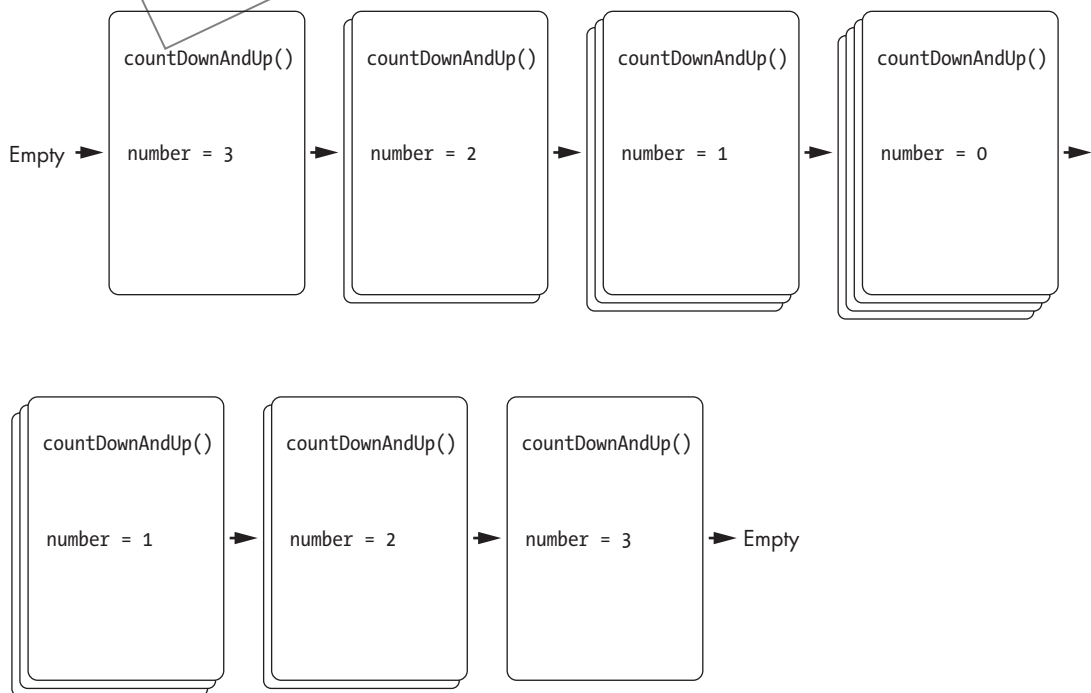 countDownAndUp() countDownAndUp() countDownAndUp() countDownAndUp()
Empty number = 3 number = 2 number = 1 number = 0
countDownAndUp() countDownAndUp() countDownAndUp()
number = 1 number = 2 number = 3 Empty